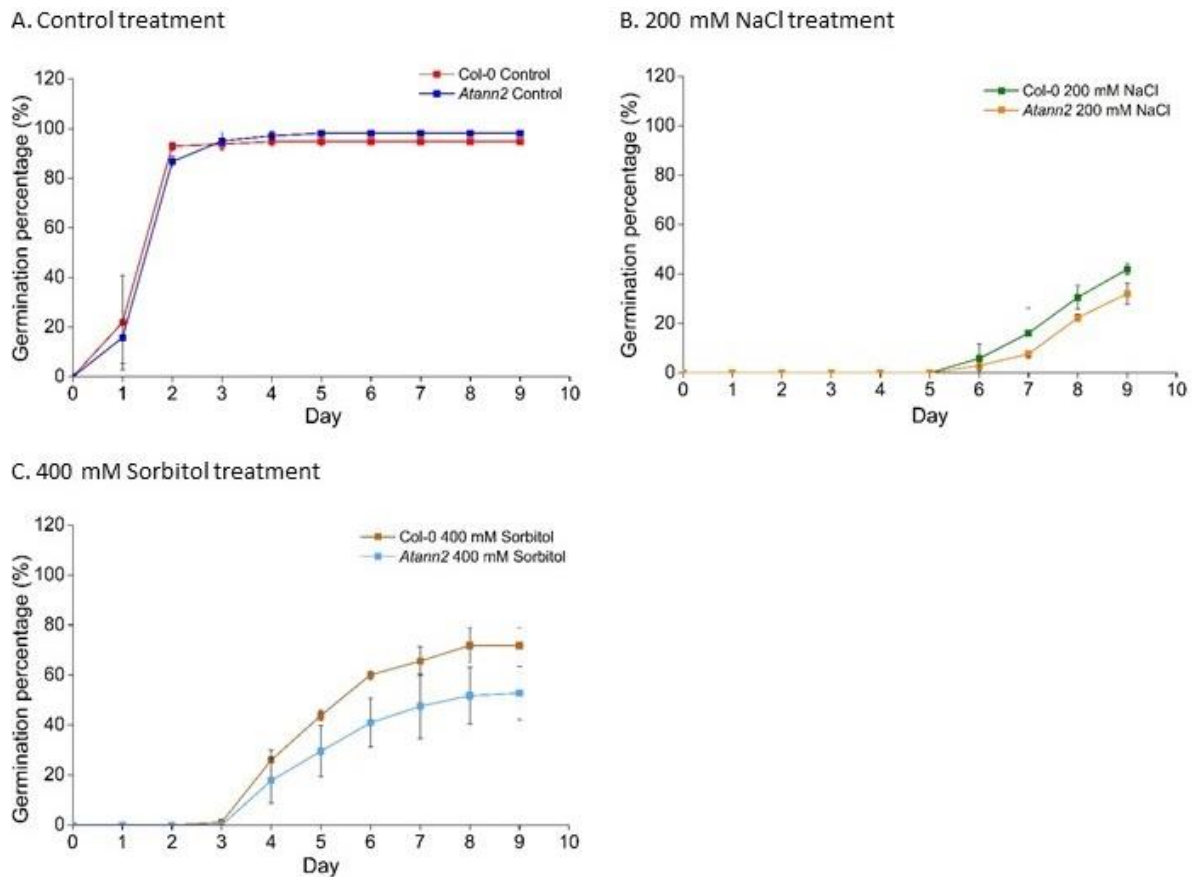 A. Control treatment
Col-0 Control
Atann2 Control
Germination percentage (%)
120
100
80
60
40
20
0
0 1 2 3 4 5 6 7 8 9 10
Day
B. 200 mM NaCl treatment
Col-0 200 mM NaCl
Atann2 200 mM NaCl
Germination percentage (%)
120
100
80
60
40
20
0
0 1 2 3 4 5 6 7 8 9 10
Day
C. 400 mM Sorbitol treatment
Col-0 400 mM Sorbitol
Atann2 400 mM Sorbitol
Germination percentage (%)
120
100
80
60
40
20
0
0 1 2 3 4 5 6 7 8 9 10
Day